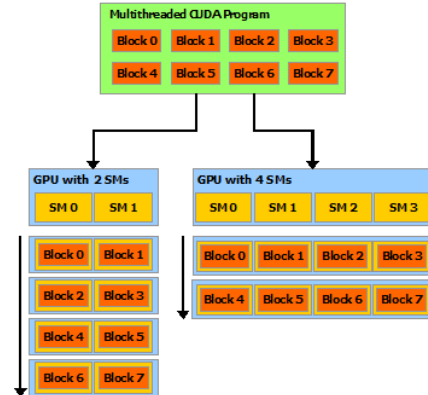 Multithreaded CUDA Program
Block 0 Block 1 Block 2 Block 3
Block 4 Block 5 Block 6 Block 7
GPU with 2 SMs
SM 0 SM 1
Block 0 Block 1
Block 2 Block 3
Block 4 Block 5
Block 6 Block 7
GPU with 4 SMs
SM 0 SM 1 SM 2 SM 3
Block 0 Block 1 Block 2 Block 3
Block 4 Block 5 Block 6 Block 7